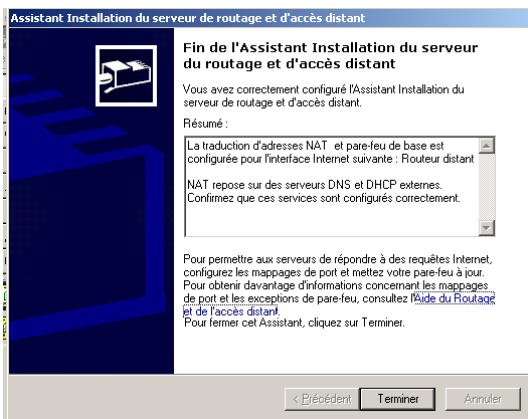 Assistant Installation du serveur de routage et d'accès distant
Fin de l'Assistant Installation du serveur
du routage et d'accès distant
Vous avez correctement configuré l'Assistant Installation du
serveur de routage et d'accès distant.
Résumé :
La traduction d'adresses NAT et pare-feu de base est
configurée pour l'interface Internet suivante : Routeur distant
NAT repose sur des serveurs DNS et DHCP externes.
Confirmez que ces services sont configurés correctement.
Pour permettre aux serveurs de répondre à des requêtes Internet,
configurez les mappages de port et mettez votre pare-feu à jour.
Pour obtenir davantage d'informations concernant les mappages
de port et les exceptions de pare-feu, consultez l'Aide du Routage
et de l'accès distant.
Pour fermer cet Assistant, cliquez sur Terminer.
< Précédent Terminer Annuler